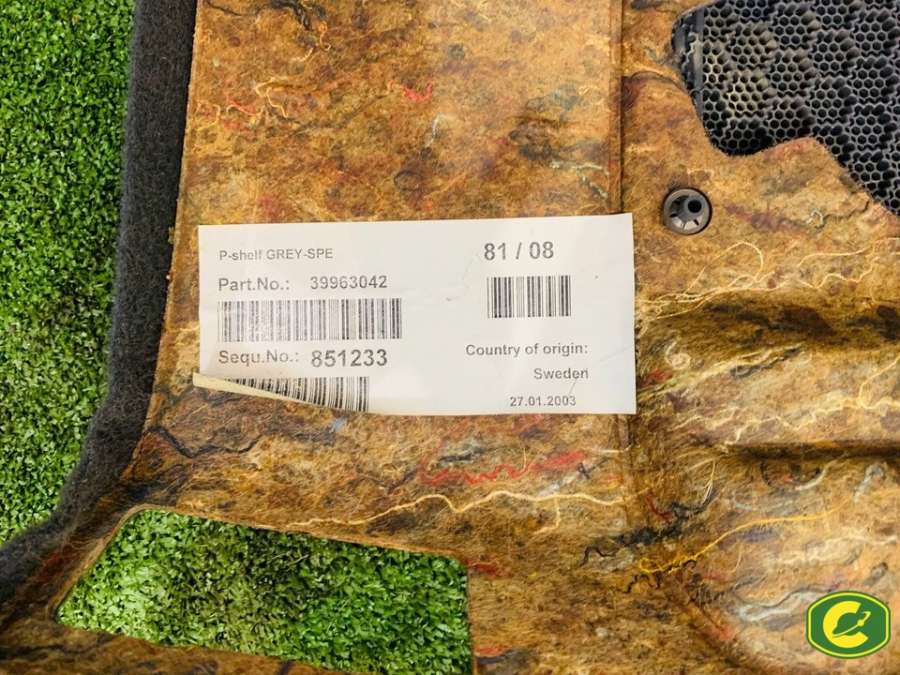 P-shelf GREY-SPE
81 / 08
Part.No.: 39963042
Sequ.No.: 851233
Country of origin:
Sweden
27.01.2003